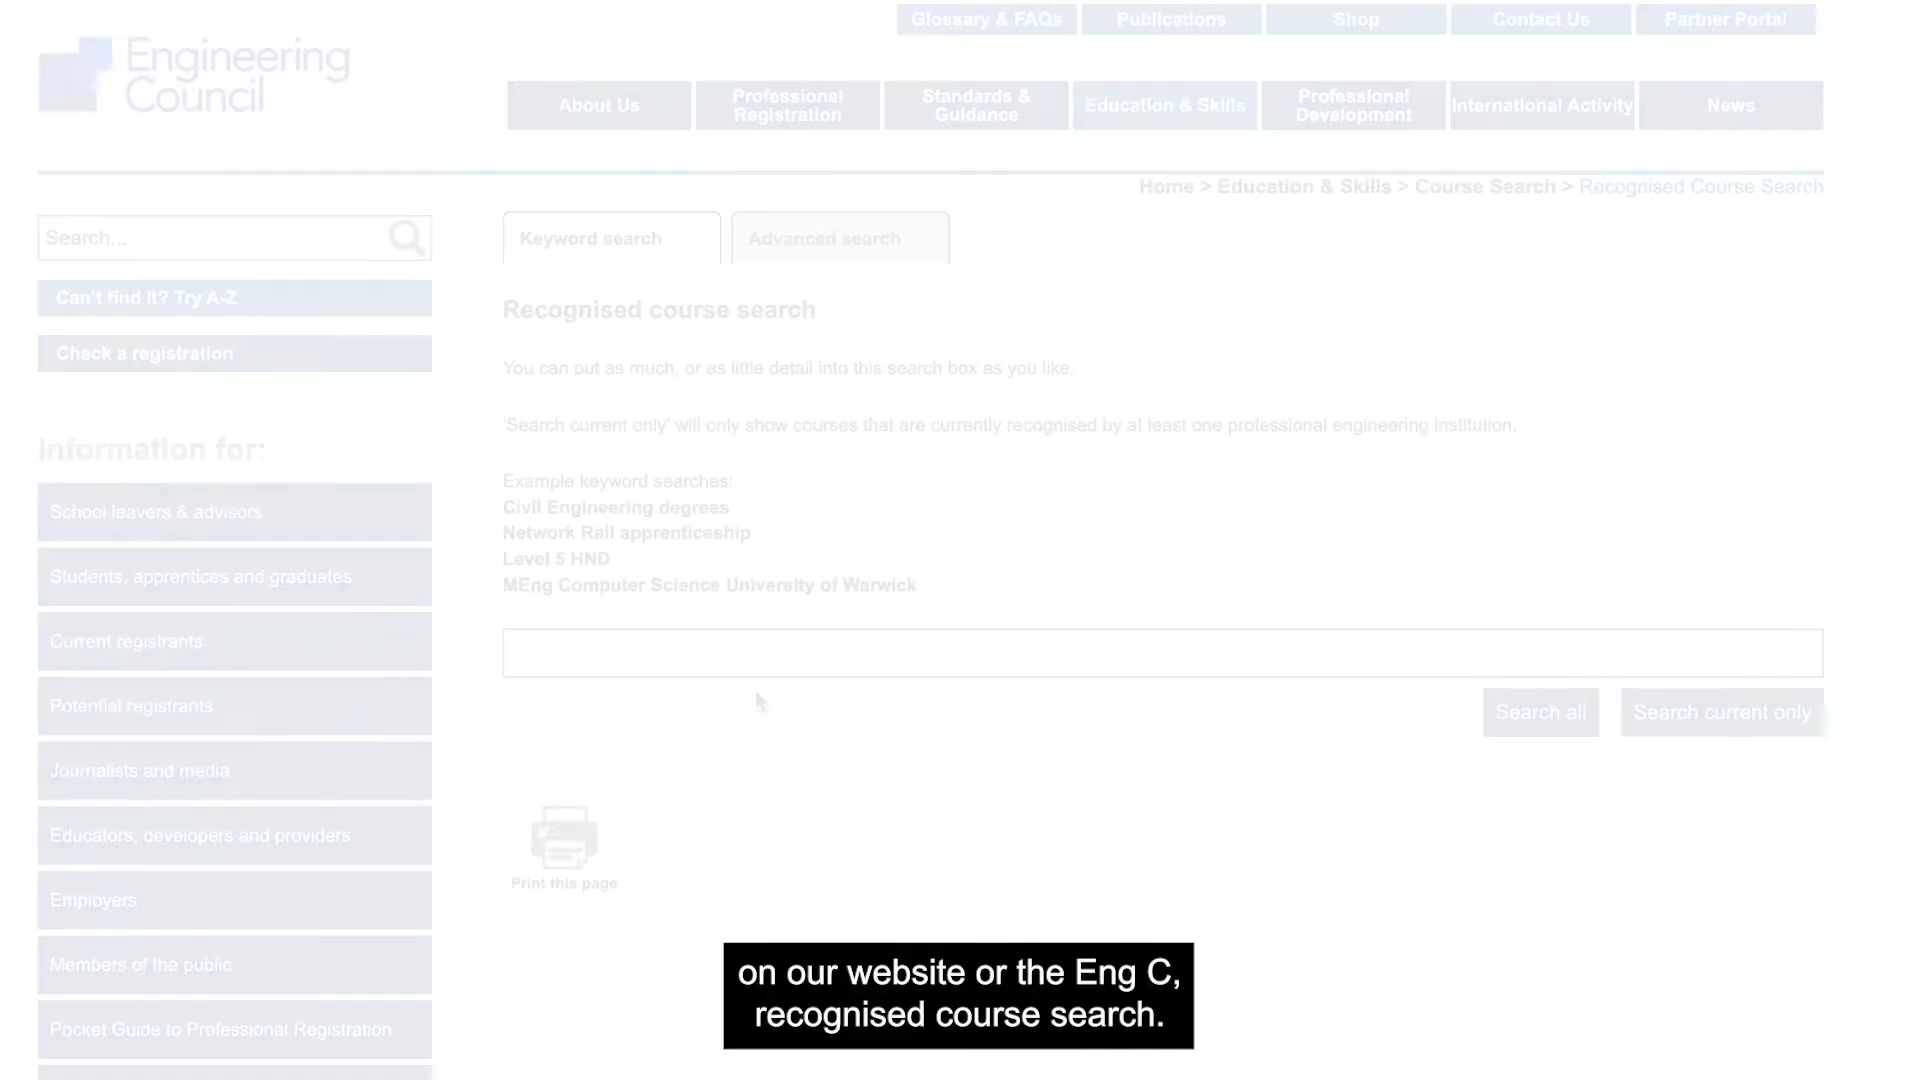 Glossary & FAQs
Publications
Shop
Contact Us
Partner Portal
Engineering
Council
About Us
Professional
Registration
Standards &
Guidance
Education & Skills
Professional
Development
International Activity
News
Home > Education & Skills > Course Search > Recognised Course Search
Search...
Can't find it? Try A-Z
Check a registration
Information for:
School leavers & advisors
Students, apprentices and graduates
Current registrants
Potential registrants
Journalists and media
Educators, developers and providers
Employers
Members of the public
Pocket Guide to Professional Registration
Keyword search
Advanced search
Recognised course search
You can put as much, or as little detail into this search box as you like.
'Search current only' will only show courses that are currently recognised by at least one professional engineering institution.
Example keyword searches:
Civil Engineering degrees
Network Rail apprenticeship
Level 5 HND
MEng Computer Science University of Warwick
Search all
Search current only
Print this page
on our website or the Eng C,
recognised course search.